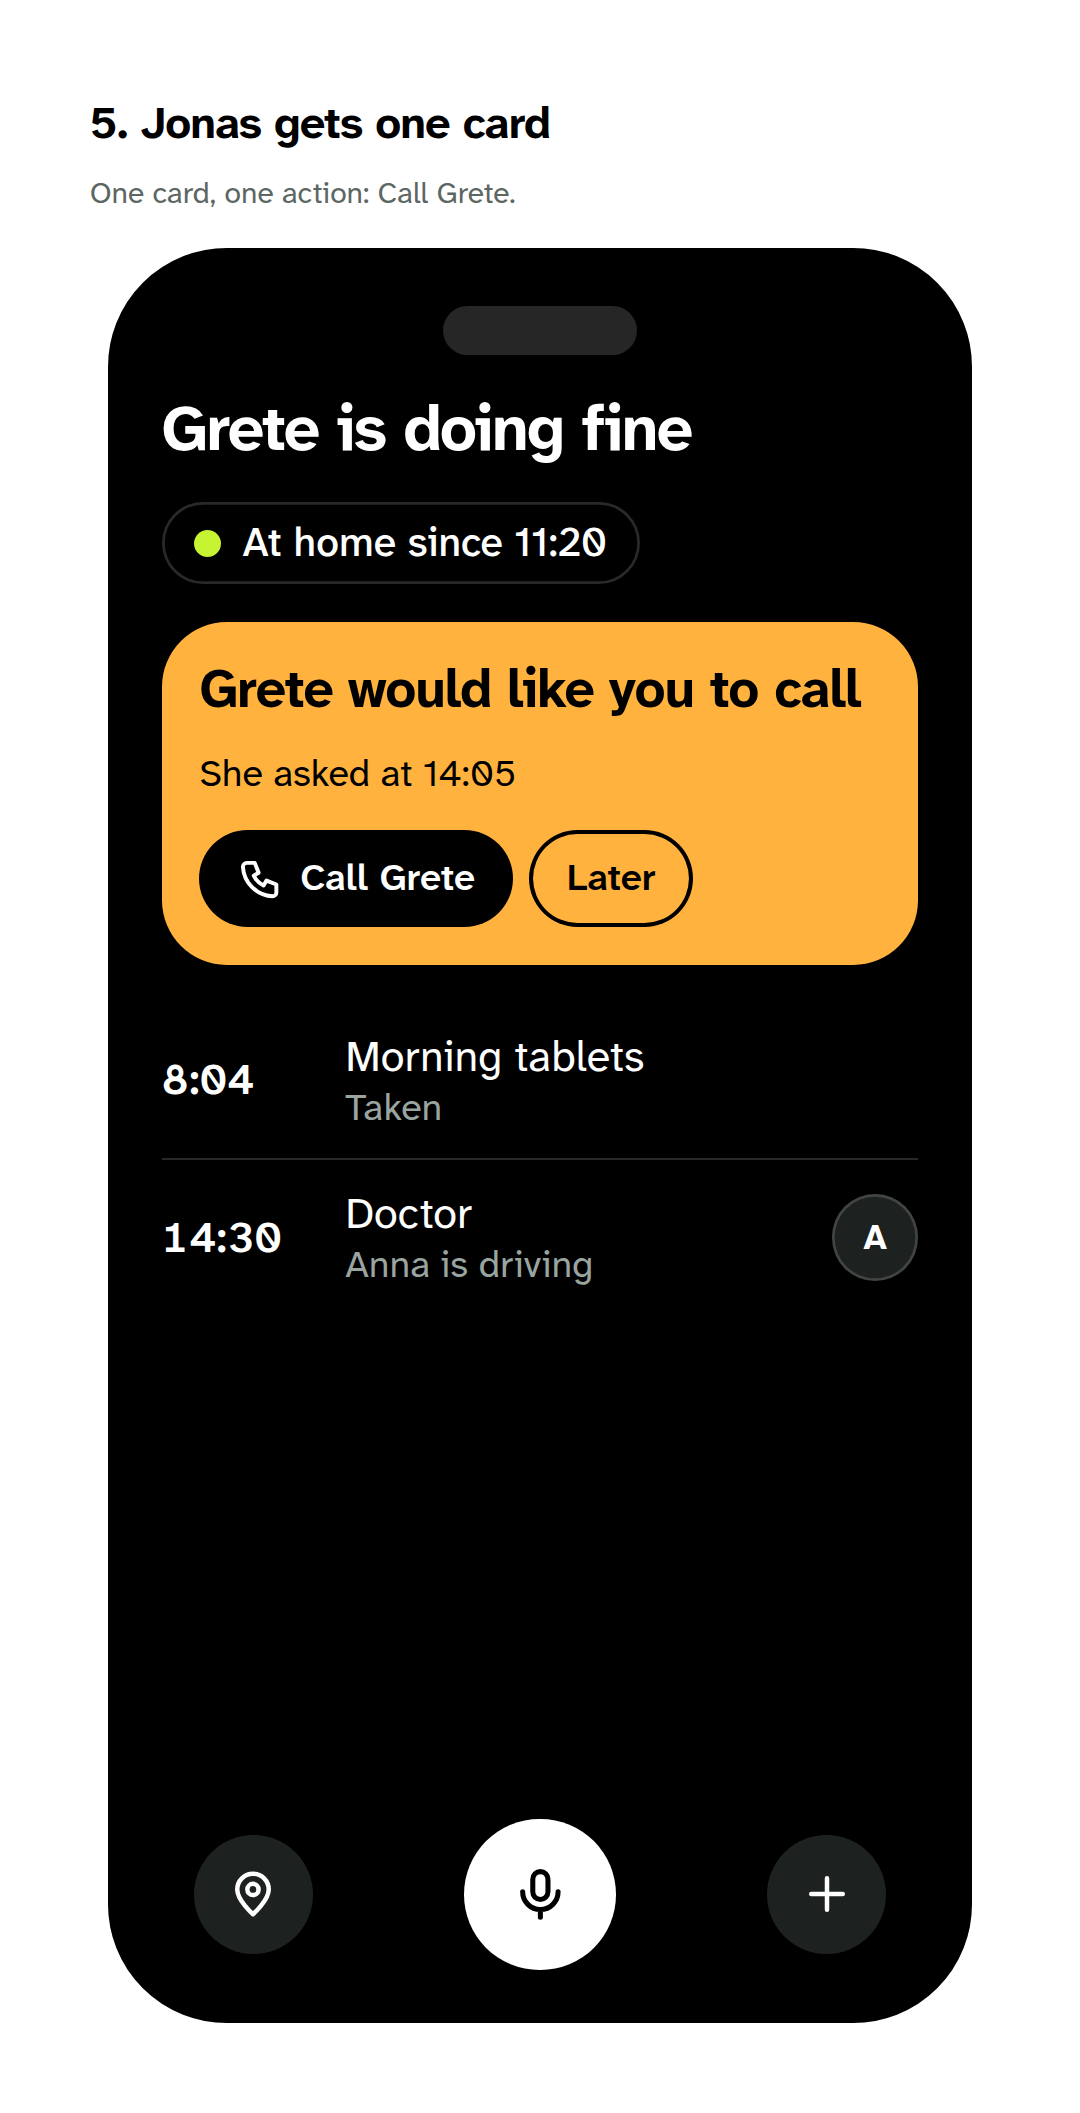 5. Jonas gets one card
One card, one action: Call Grete.
Grete is doing fine
At home since 11:20
Grete would like you to call
She asked at 14:05
Call Grete
Later
8:04
Morning tablets
Taken
14:30
Doctor
Anna is driving
A